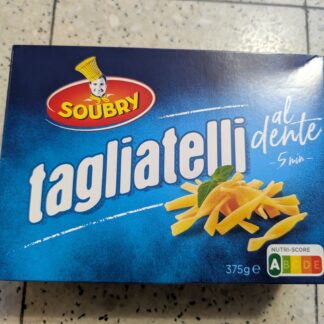 SOUBRY
tagliatelli
al
dente
- 5 min -
375g e
NUTRI-SCORE
A B C D E